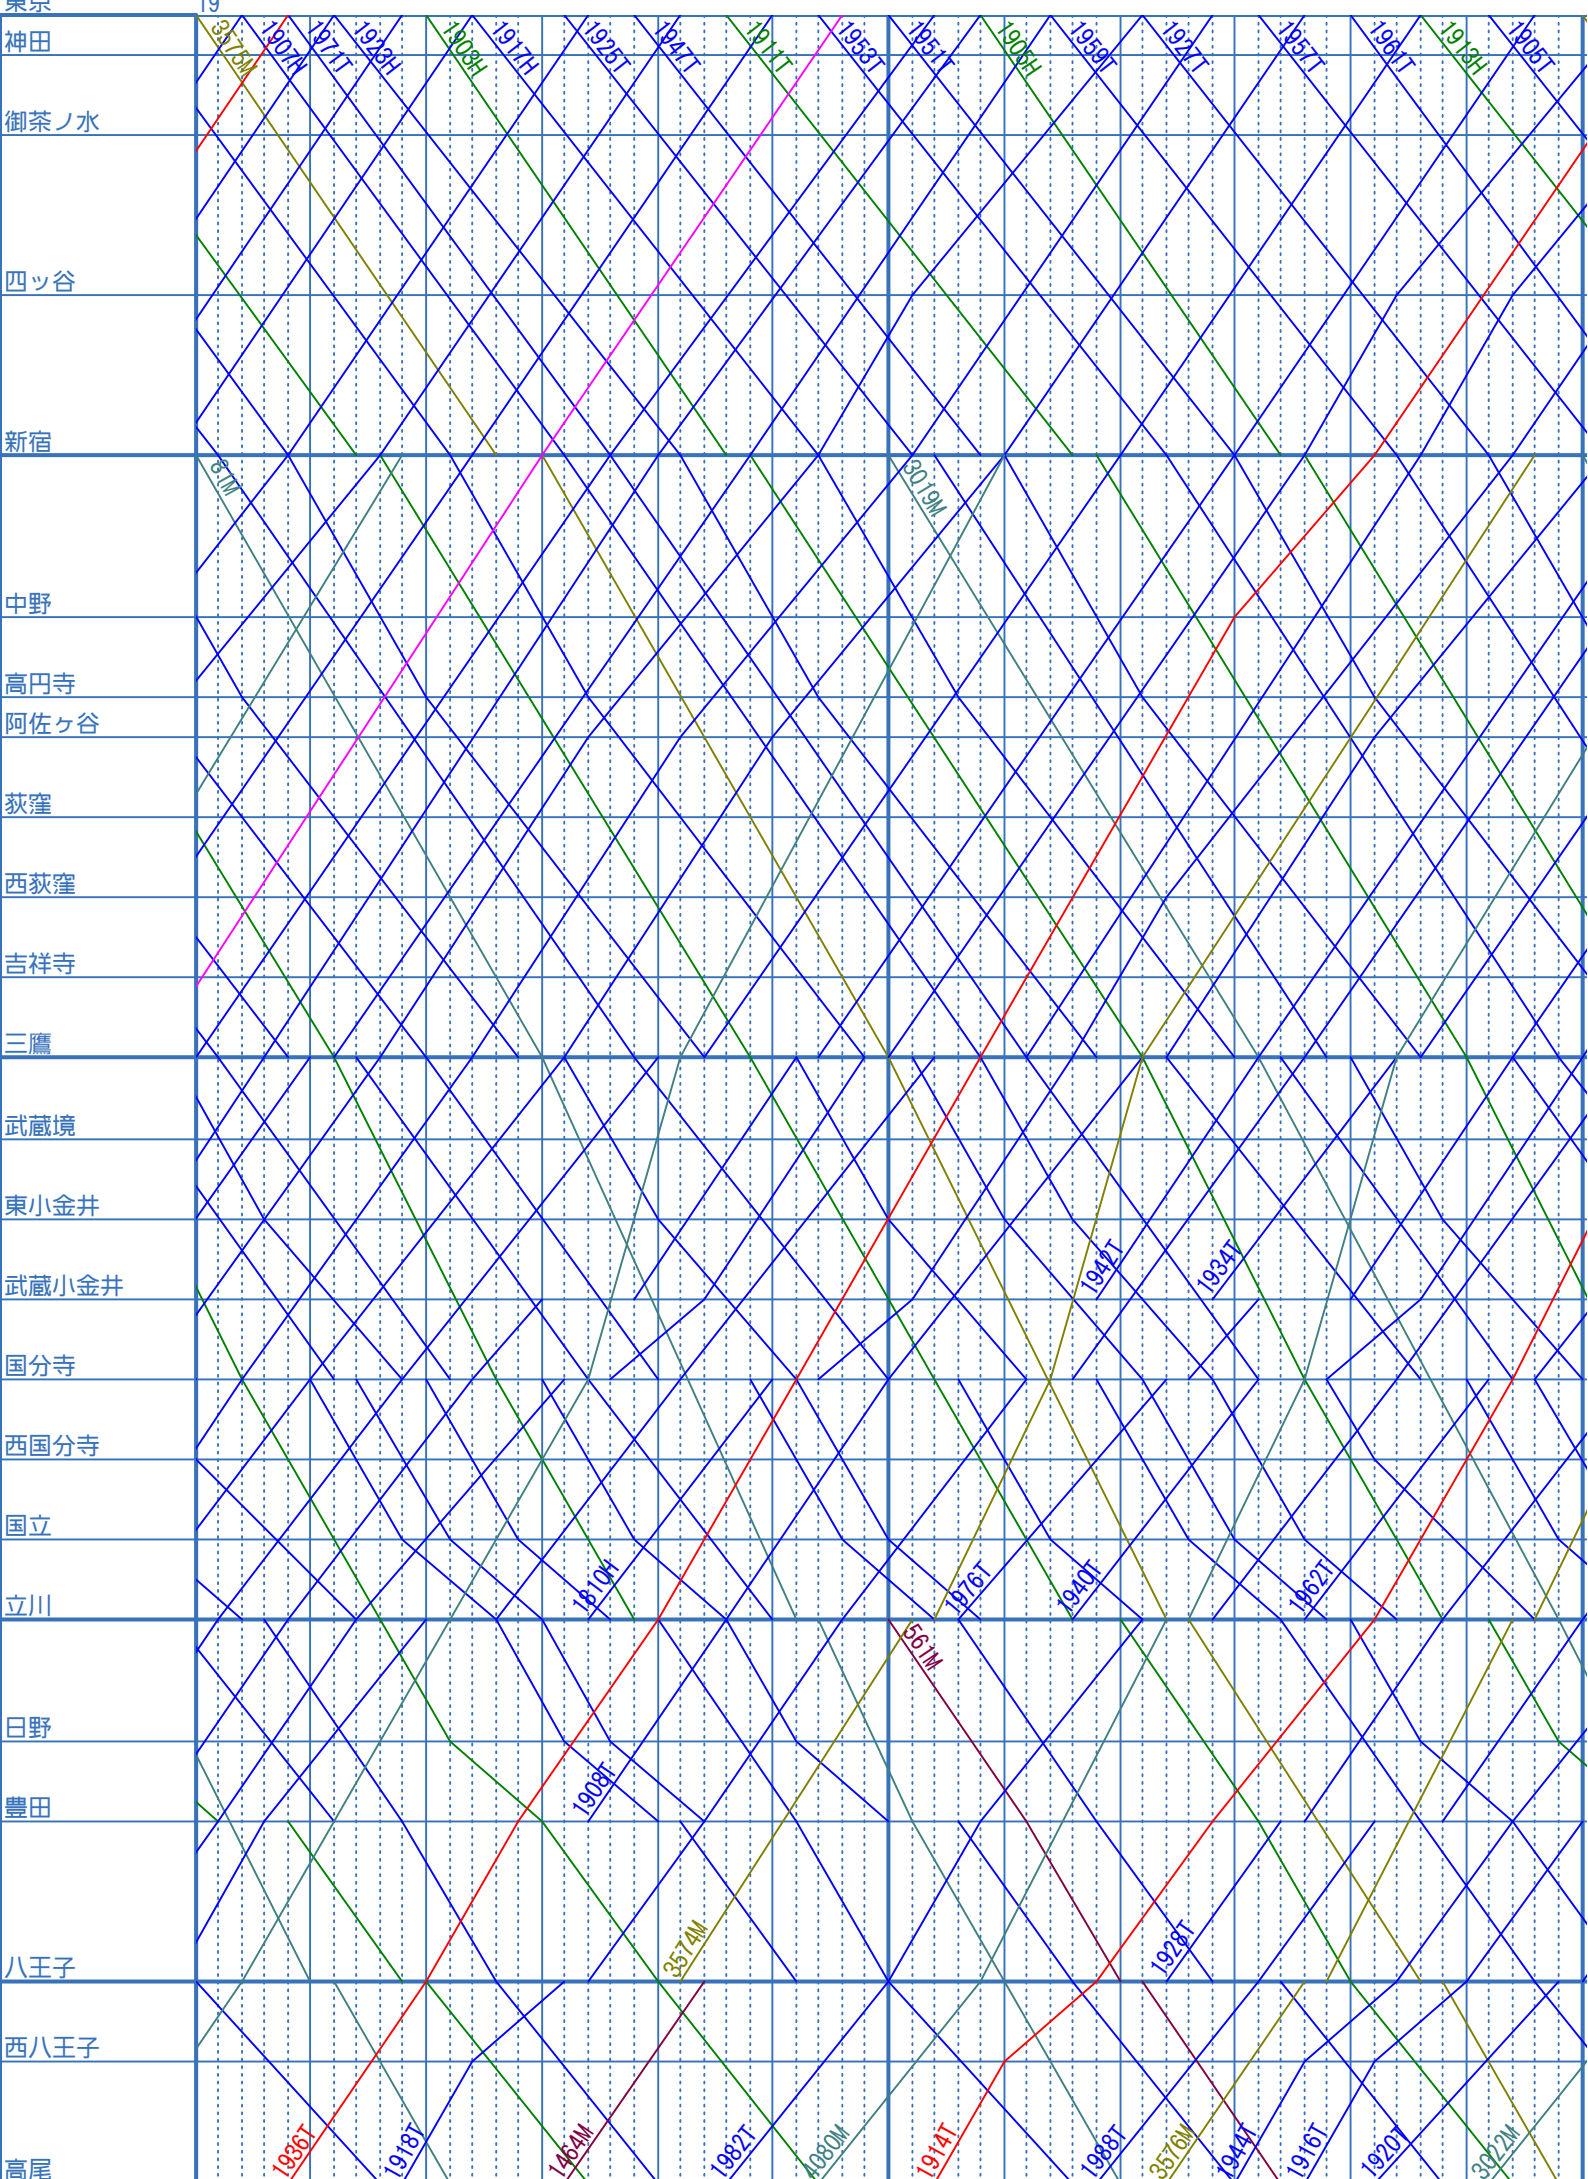 東京 19
神田 3575M 1907H 1971T 1923H 1903H 1917H 1925T 1947T 1911T 1953T 1951T 1905H 1959T 1927T 1957T 1961T 1913H 1905T
御茶ノ水
四ッ谷
新宿
81M 3019M
中野
高円寺
阿佐ヶ谷
荻窪
西荻窪
吉祥寺
三鷹
武蔵境
東小金井
武蔵小金井 1942T 1934T
国分寺
西国分寺
国立
立川 1810H 1976T 1940T 1962T
561M
日野
豊田 1908T
八王子 3574M 1928T
西八王子
高尾 1936T 1918T 1464M 1982T 4080M 1914T 1988T 3576M 1944T 1916T 1920T 3022M